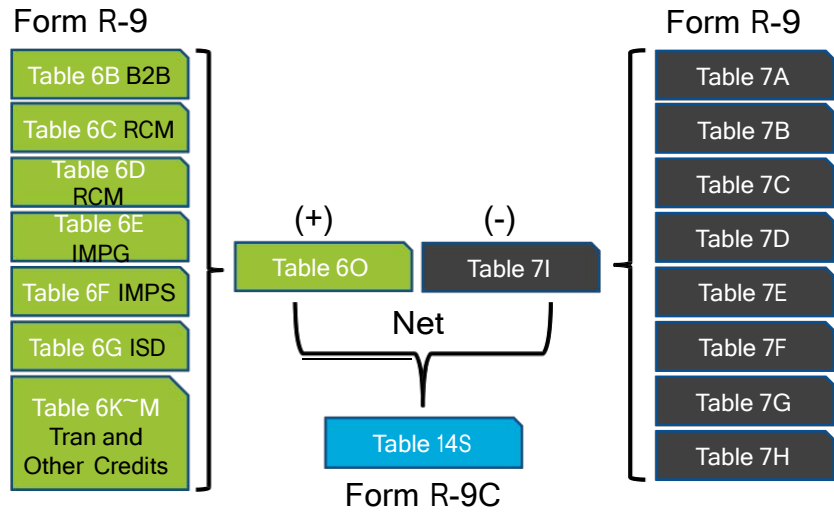 Form R-9
Table 6B B2B
Table 6C RCM
Table 6D
RCM
Table 6E
IMPG
Table 6F IMPS
Table 6G ISD
Table 6K~M
Tran and
Other Credits
(+)
Table 6O
(-)
Table 7I
Net
Table 14S
Form R-9C
Form R-9
Table 7A
Table 7B
Table 7C
Table 7D
Table 7E
Table 7F
Table 7G
Table 7H